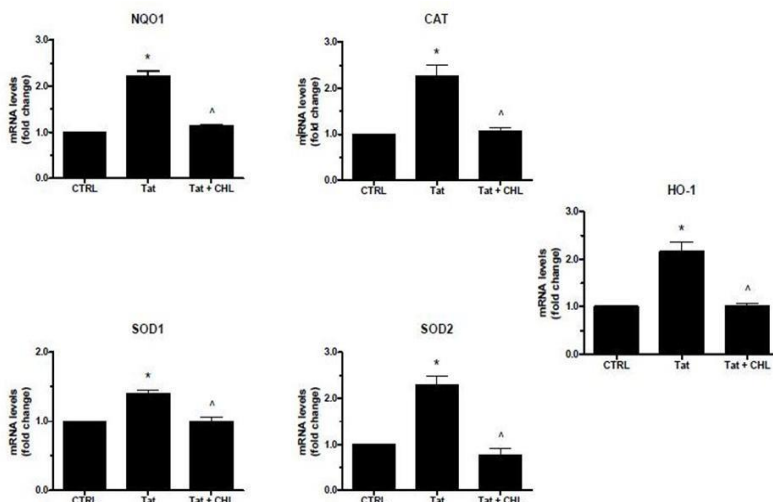 NQO1
mRNA levels
(fold change)
3.0
2.0
1.0
0.0
*
^
CTRL Tat Tat + CHL
CAT
mRNA levels
(fold change)
3.0
2.0
1.0
0.0
*
^
CTRL Tat Tat + CHL
HO-1
mRNA levels
(fold change)
3.0
2.0
1.0
0.0
*
^
CTRL Tat Tat + CHL
SOD1
mRNA levels
(fold change)
2.0
1.0
0.0
*
^
CTRL Tat Tat + CHL
SOD2
mRNA levels
(fold change)
3.0
2.0
1.0
0.0
*
^
CTRL Tat Tat + CHL